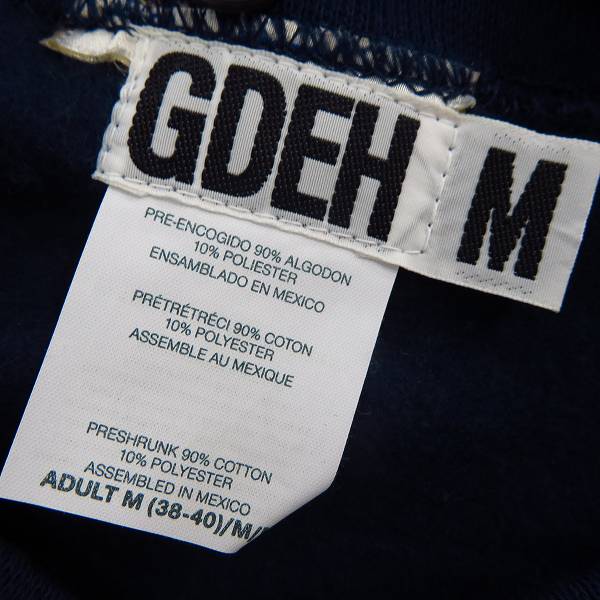 GDEH M
PRE-ENCOGIDO 90% ALGODON
10% POLIESTER
ENSAMBLADO EN MEXICO
PRÉTRÉTRÉCI 90% COTON
10% POLYESTER
ASSEMBLE AU MEXIQUE
PRESHRUNK 90% COTTON
10% POLYESTER
ASSEMBLED IN MEXICO
ADULT M (38-40)/M/